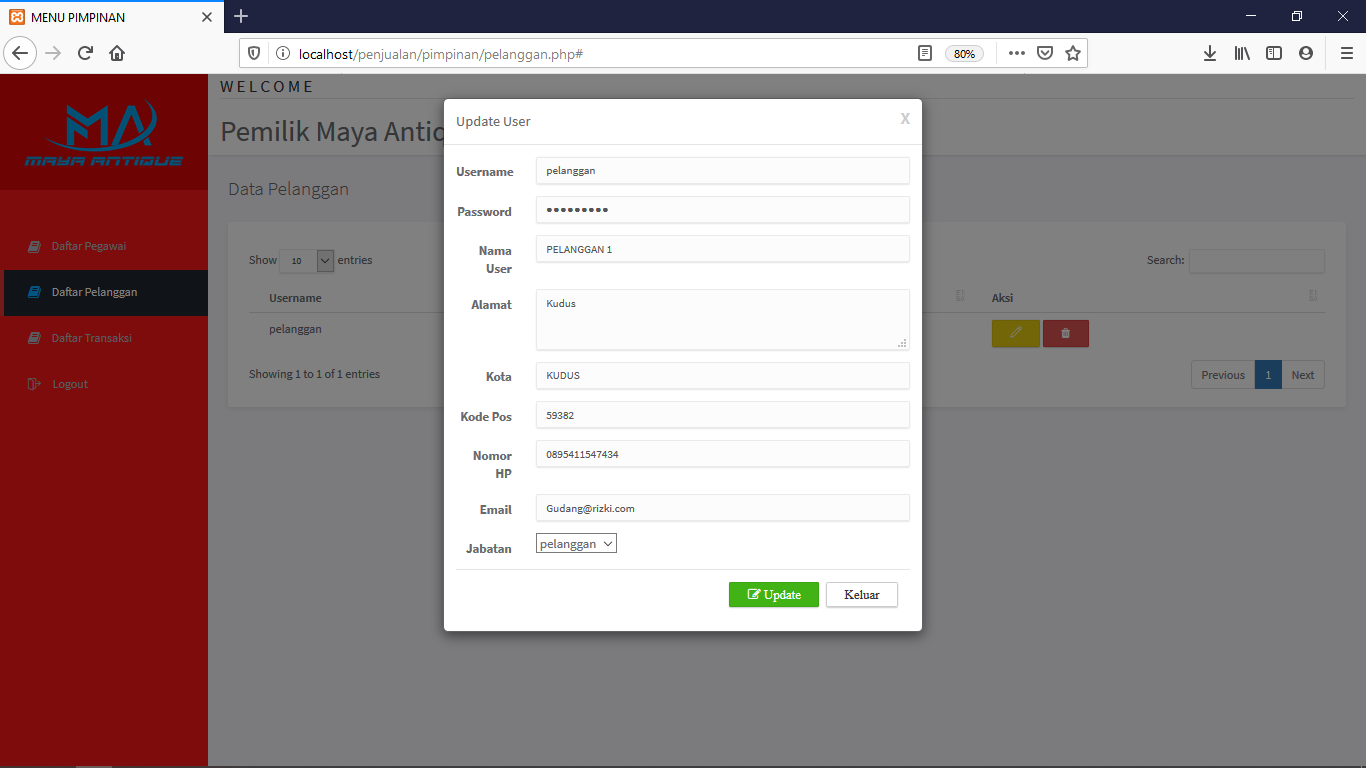 MENU PIMPINAN
localhost/penjualan/pimpinan/pelanggan.php#
80%
MA
MAYA ANTIQUE
WELCOME
Pemilik Maya Antiq
Data Pelanggan
Daftar Pegawai
Daftar Pelanggan
Daftar Transaksi
Logout
Show 10 entries
Search:
Username
Aksi
pelanggan
Showing 1 to 1 of 1 entries
Previous 1 Next
Update User
X
Username pelanggan
Password •••••••••
Nama User PELANGGAN 1
Alamat Kudus
Kota KUDUS
Kode Pos 59382
Nomor HP 0895411547434
Email Gudang@rizki.com
Jabatan pelanggan
Update Keluar